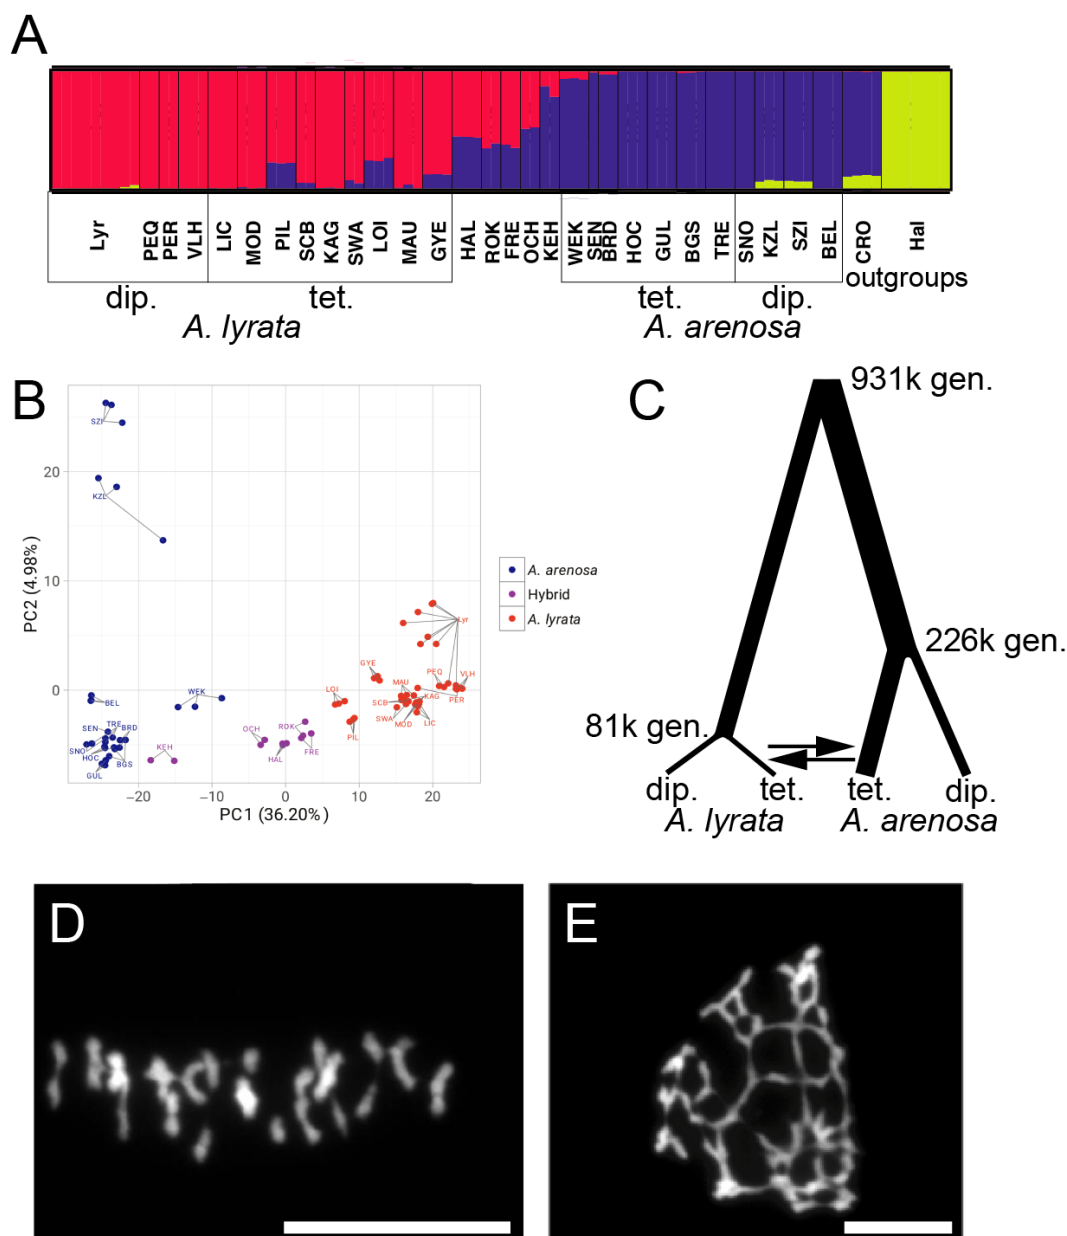 A
Lyr PEQ PER VLH LIC MOD PIL SCB KAG SWA LOI MAU GYE HAL ROK FRE OCH KEH WEK SEN BRD HOC GUL BGS TRE SNO KZL SZI BEL CRO Hal
outgroups
dip. tet. tet. dip.
A. lyrata A. arenosa
B
SZI
20
KZL
10
PC2 (4.98%)
A. arenosa
Hybrid
A. lyrata
Lyr
GYE PEQ VLH
0
MAU KAG PER
BEL WEK LOI SCB
SWA MOD LIC
PIL
SEN TRE BRD
SNO KEH OCH ROK
HOC BGS HAL FRE
GUL
−20 −10 0 10 20
PC1 (36.20%)
C
931k gen.
226k gen.
81k gen.
dip. tet. tet. dip.
A. lyrata A. arenosa
D
E